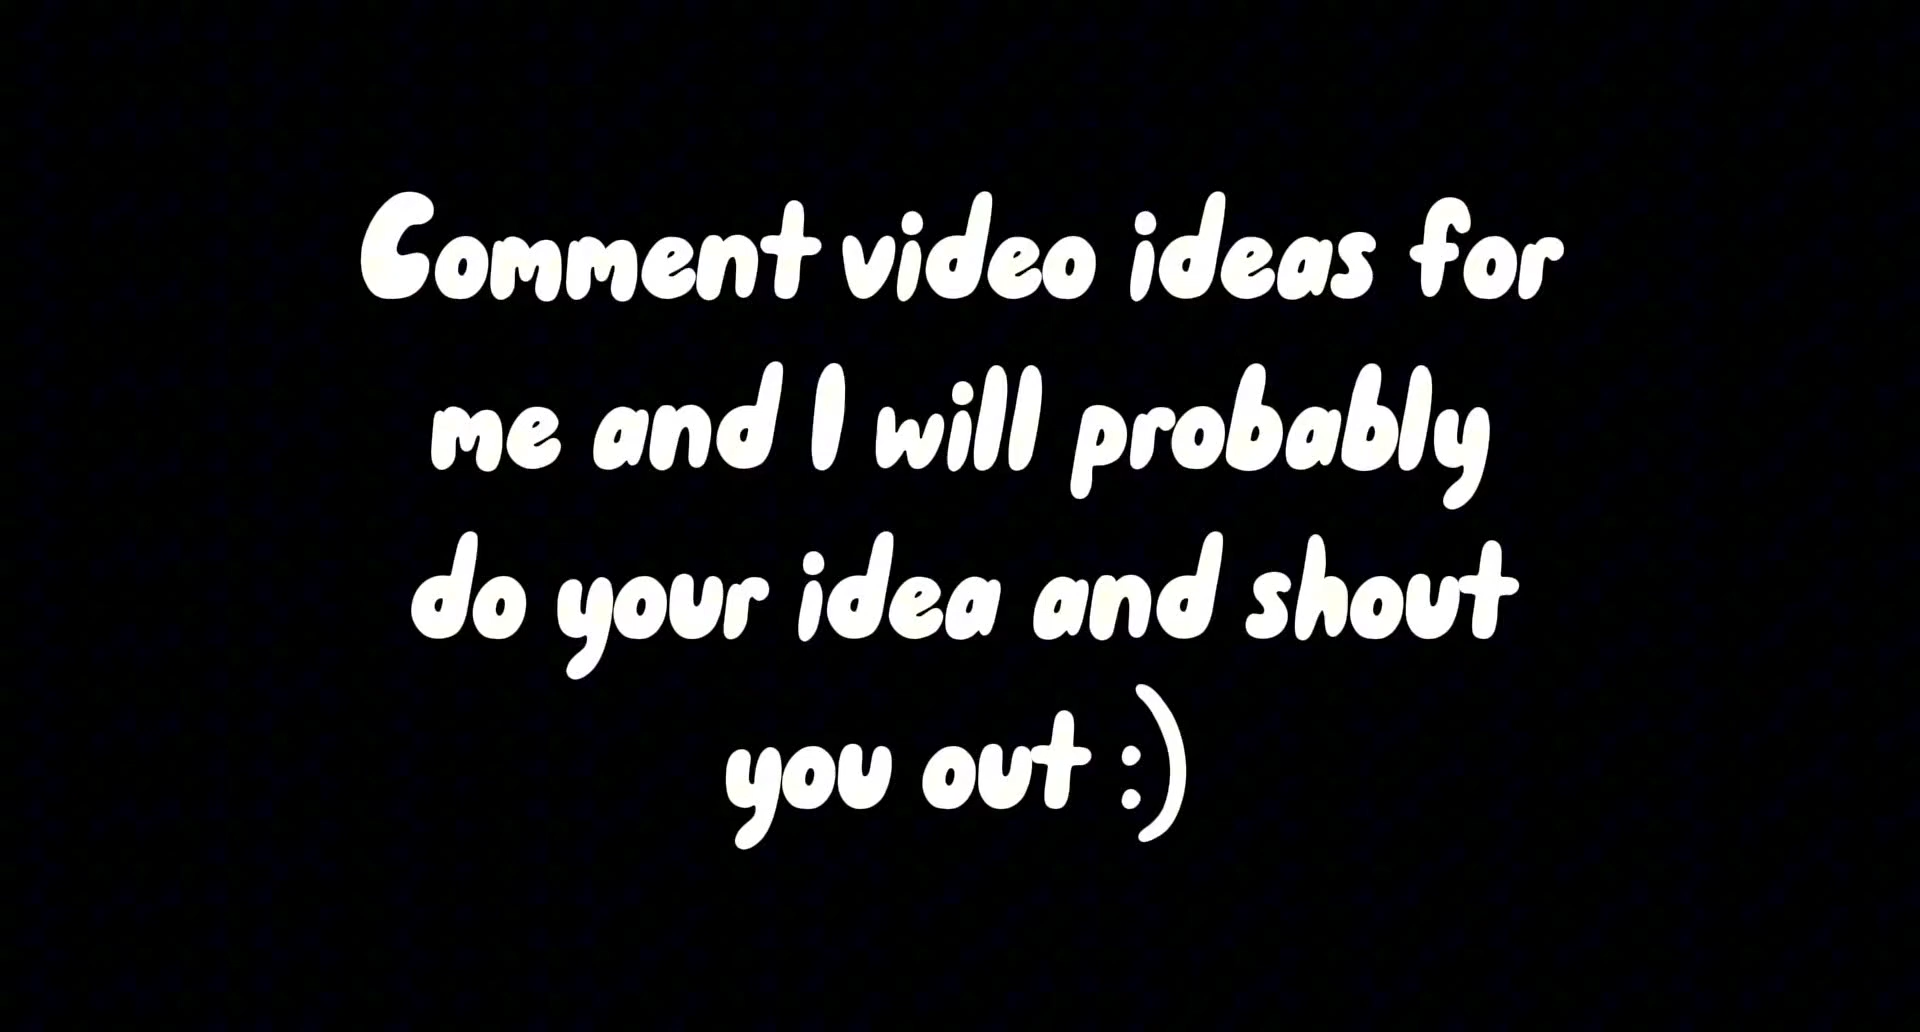 Comment video ideas for
me and I will probably
do your idea and shout
you out :)